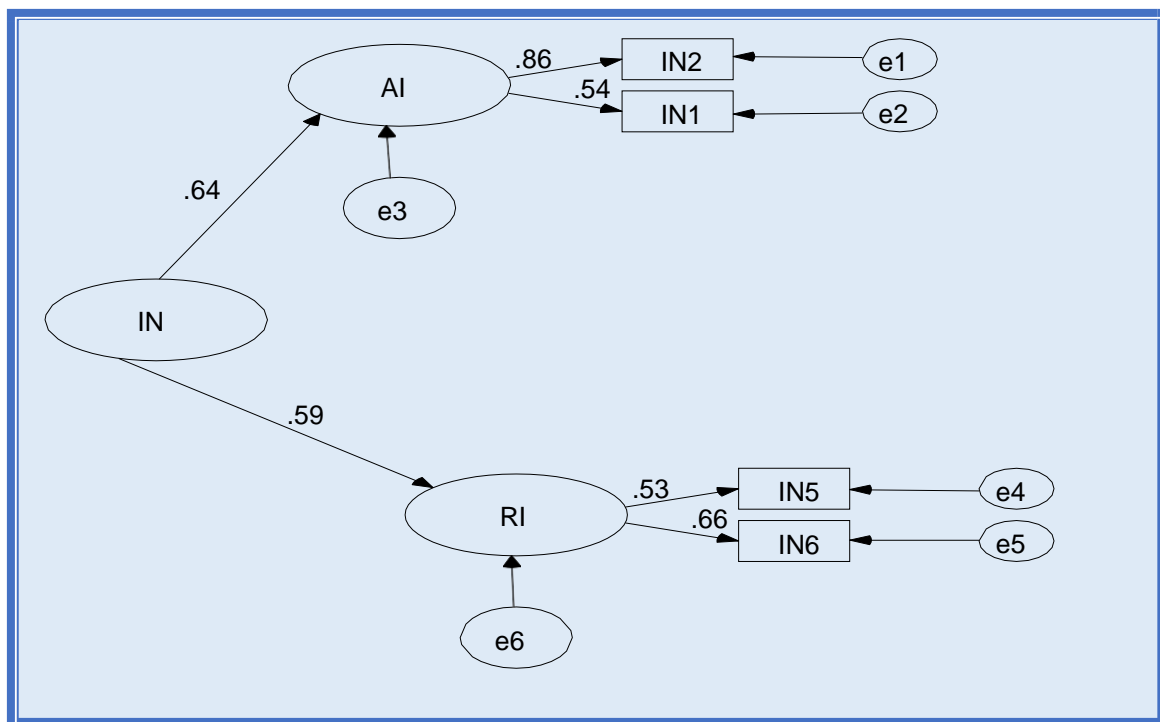 .86
IN2
e1
AI
.54
IN1
e2
.64
e3
IN
.59
.53
IN5
e4
RI
.66
IN6
e5
e6